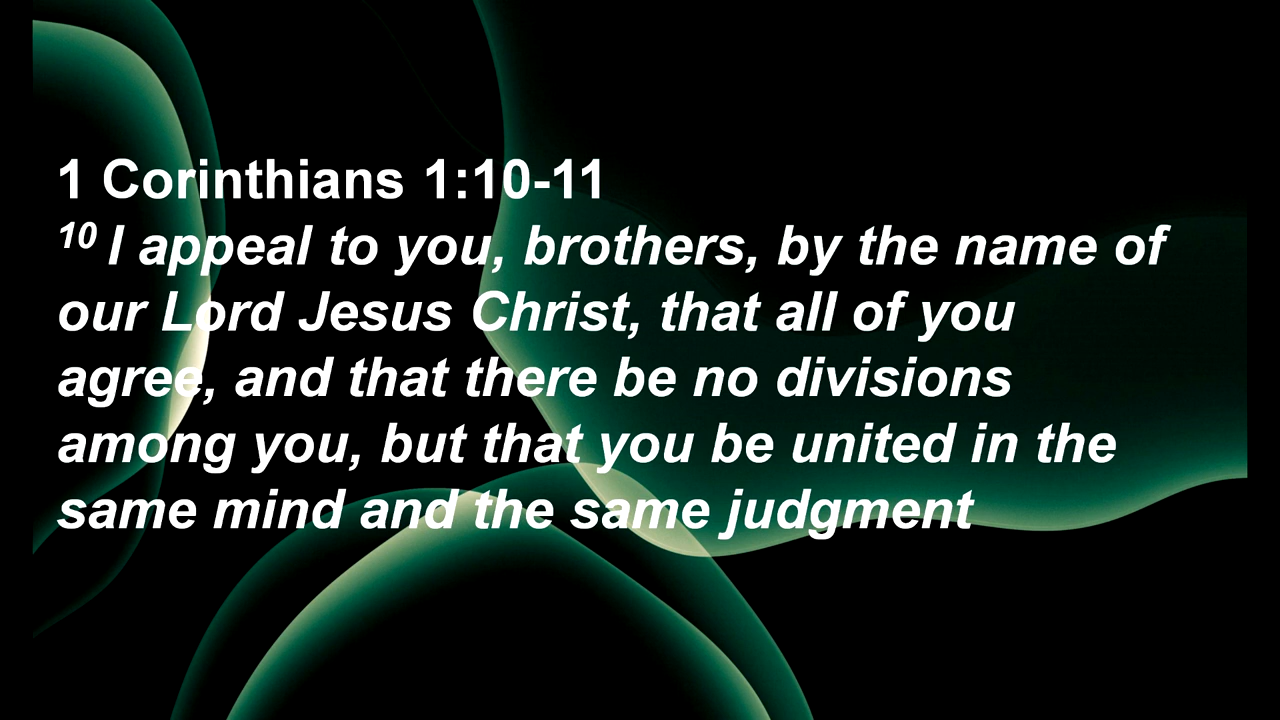 1 Corinthians 1:10-11
10 I appeal to you, brothers, by the name of
our Lord Jesus Christ, that all of you
agree, and that there be no divisions
among you, but that you be united in the
same mind and the same judgment